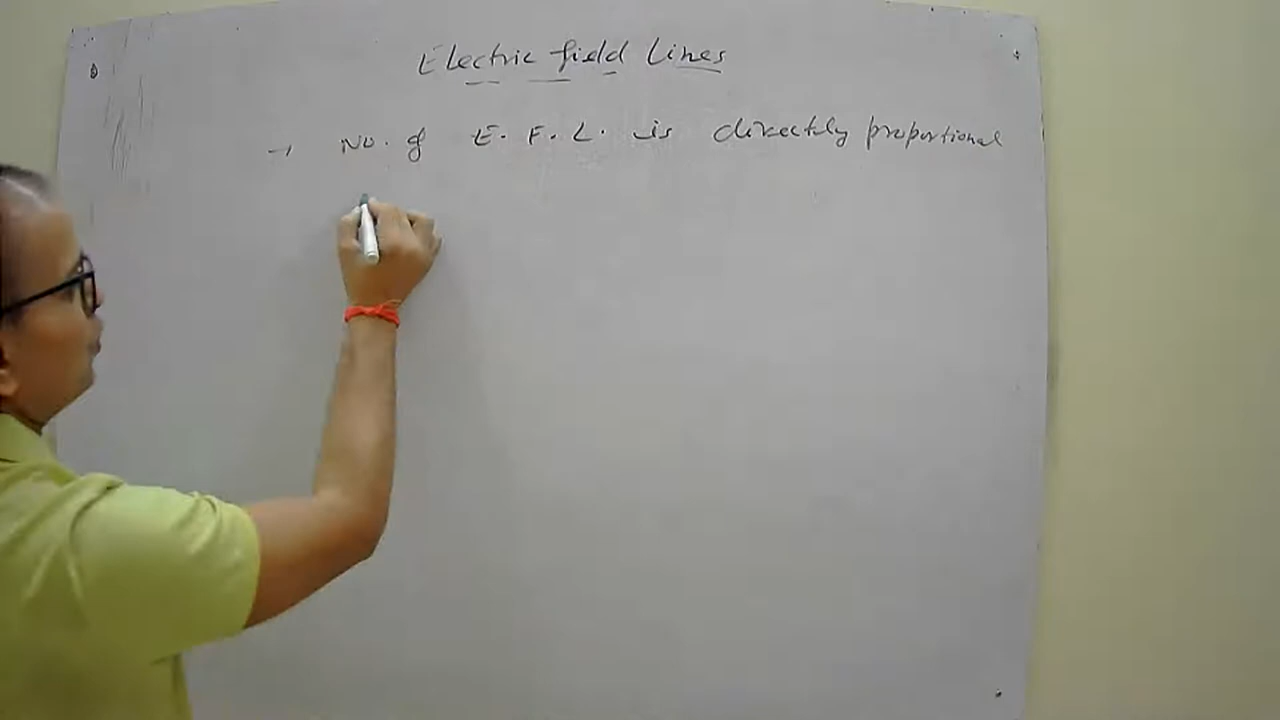 Electric field Lines
→ No. of E. F. L. is directly proportional